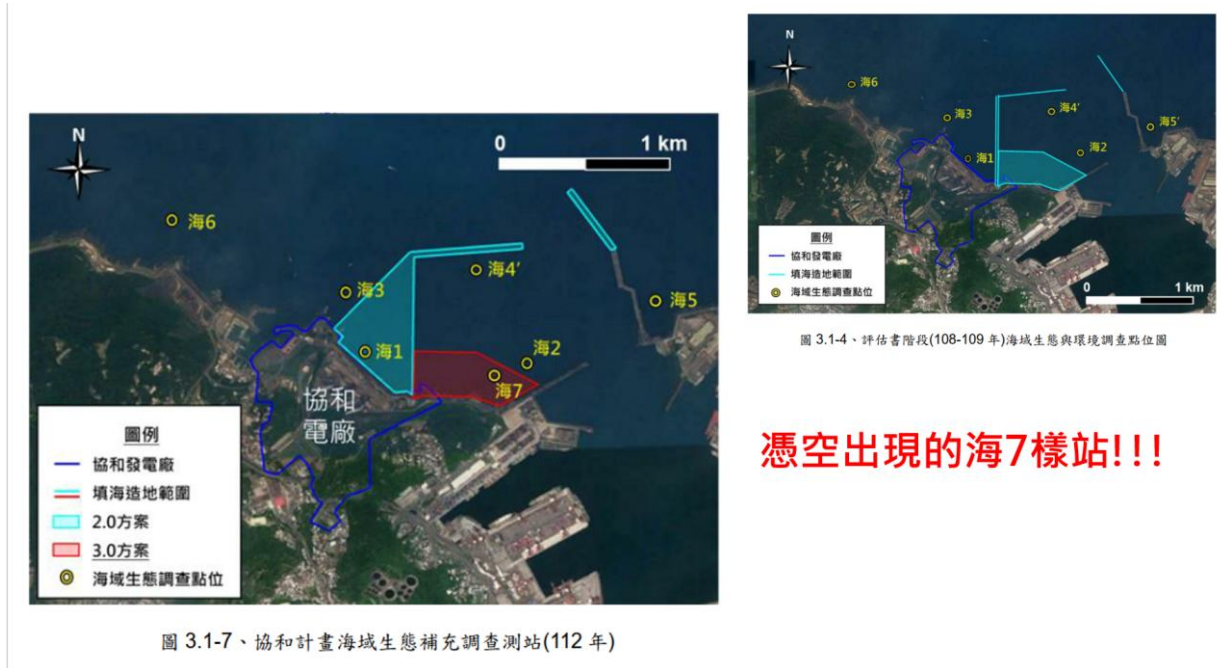 N
0
1 km
海6
海3
海4'
海5
海1
海2
海7
協和
電廠
圖例
協和發電廠
填海造地範圍
2.0方案
3.0方案
海域生態調查點位
圖 3.1-7、協和計畫海域生態補充調查測站(112 年)
N
海6
海3
海4'
海5'
海1
海2
圖例
協和發電廠
填海造地範圍
海域生態調查點位
0
1 km
圖 3.1-4、評估書階段(108-109 年)海域生態與環境調查點位圖
憑空出現的海7樣站!!!